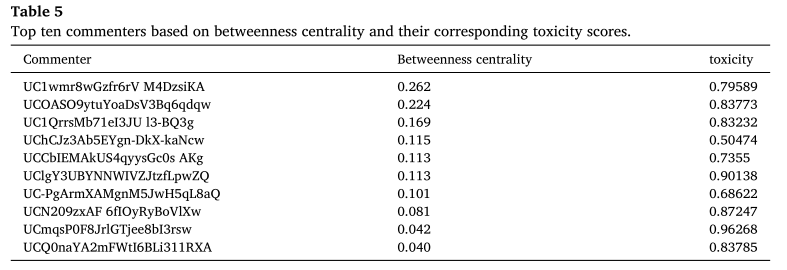 Table 5
Top ten commenters based on betweenness centrality and their corresponding toxicity scores.
Commenter Betweenness centrality toxicity
UC1wmr8wGzfr6rV M4DzsiKA 0.262 0.79589
UCOASO9ytuYoaDsV3Bq6qdqw 0.224 0.83773
UC1QrrsMb71eI3JU l3-BQ3g 0.169 0.83232
UChCJz3Ab5EYgn-DkX-kaNcw 0.115 0.50474
UCCbIEMAkUS4qyysGc0s AKg 0.113 0.7355
UClgY3UBYNNWIVZJtzfLpwZQ 0.113 0.90138
UC-PgArmXAMgnM5JwH5qL8aQ 0.101 0.68622
UCN209zxAF 6fIOyRyBoVlXw 0.081 0.87247
UCmqsP0F8JrlGTjee8bI3rsw 0.042 0.96268
UCQ0naYA2mFWtI6BLi311RXA 0.040 0.83785